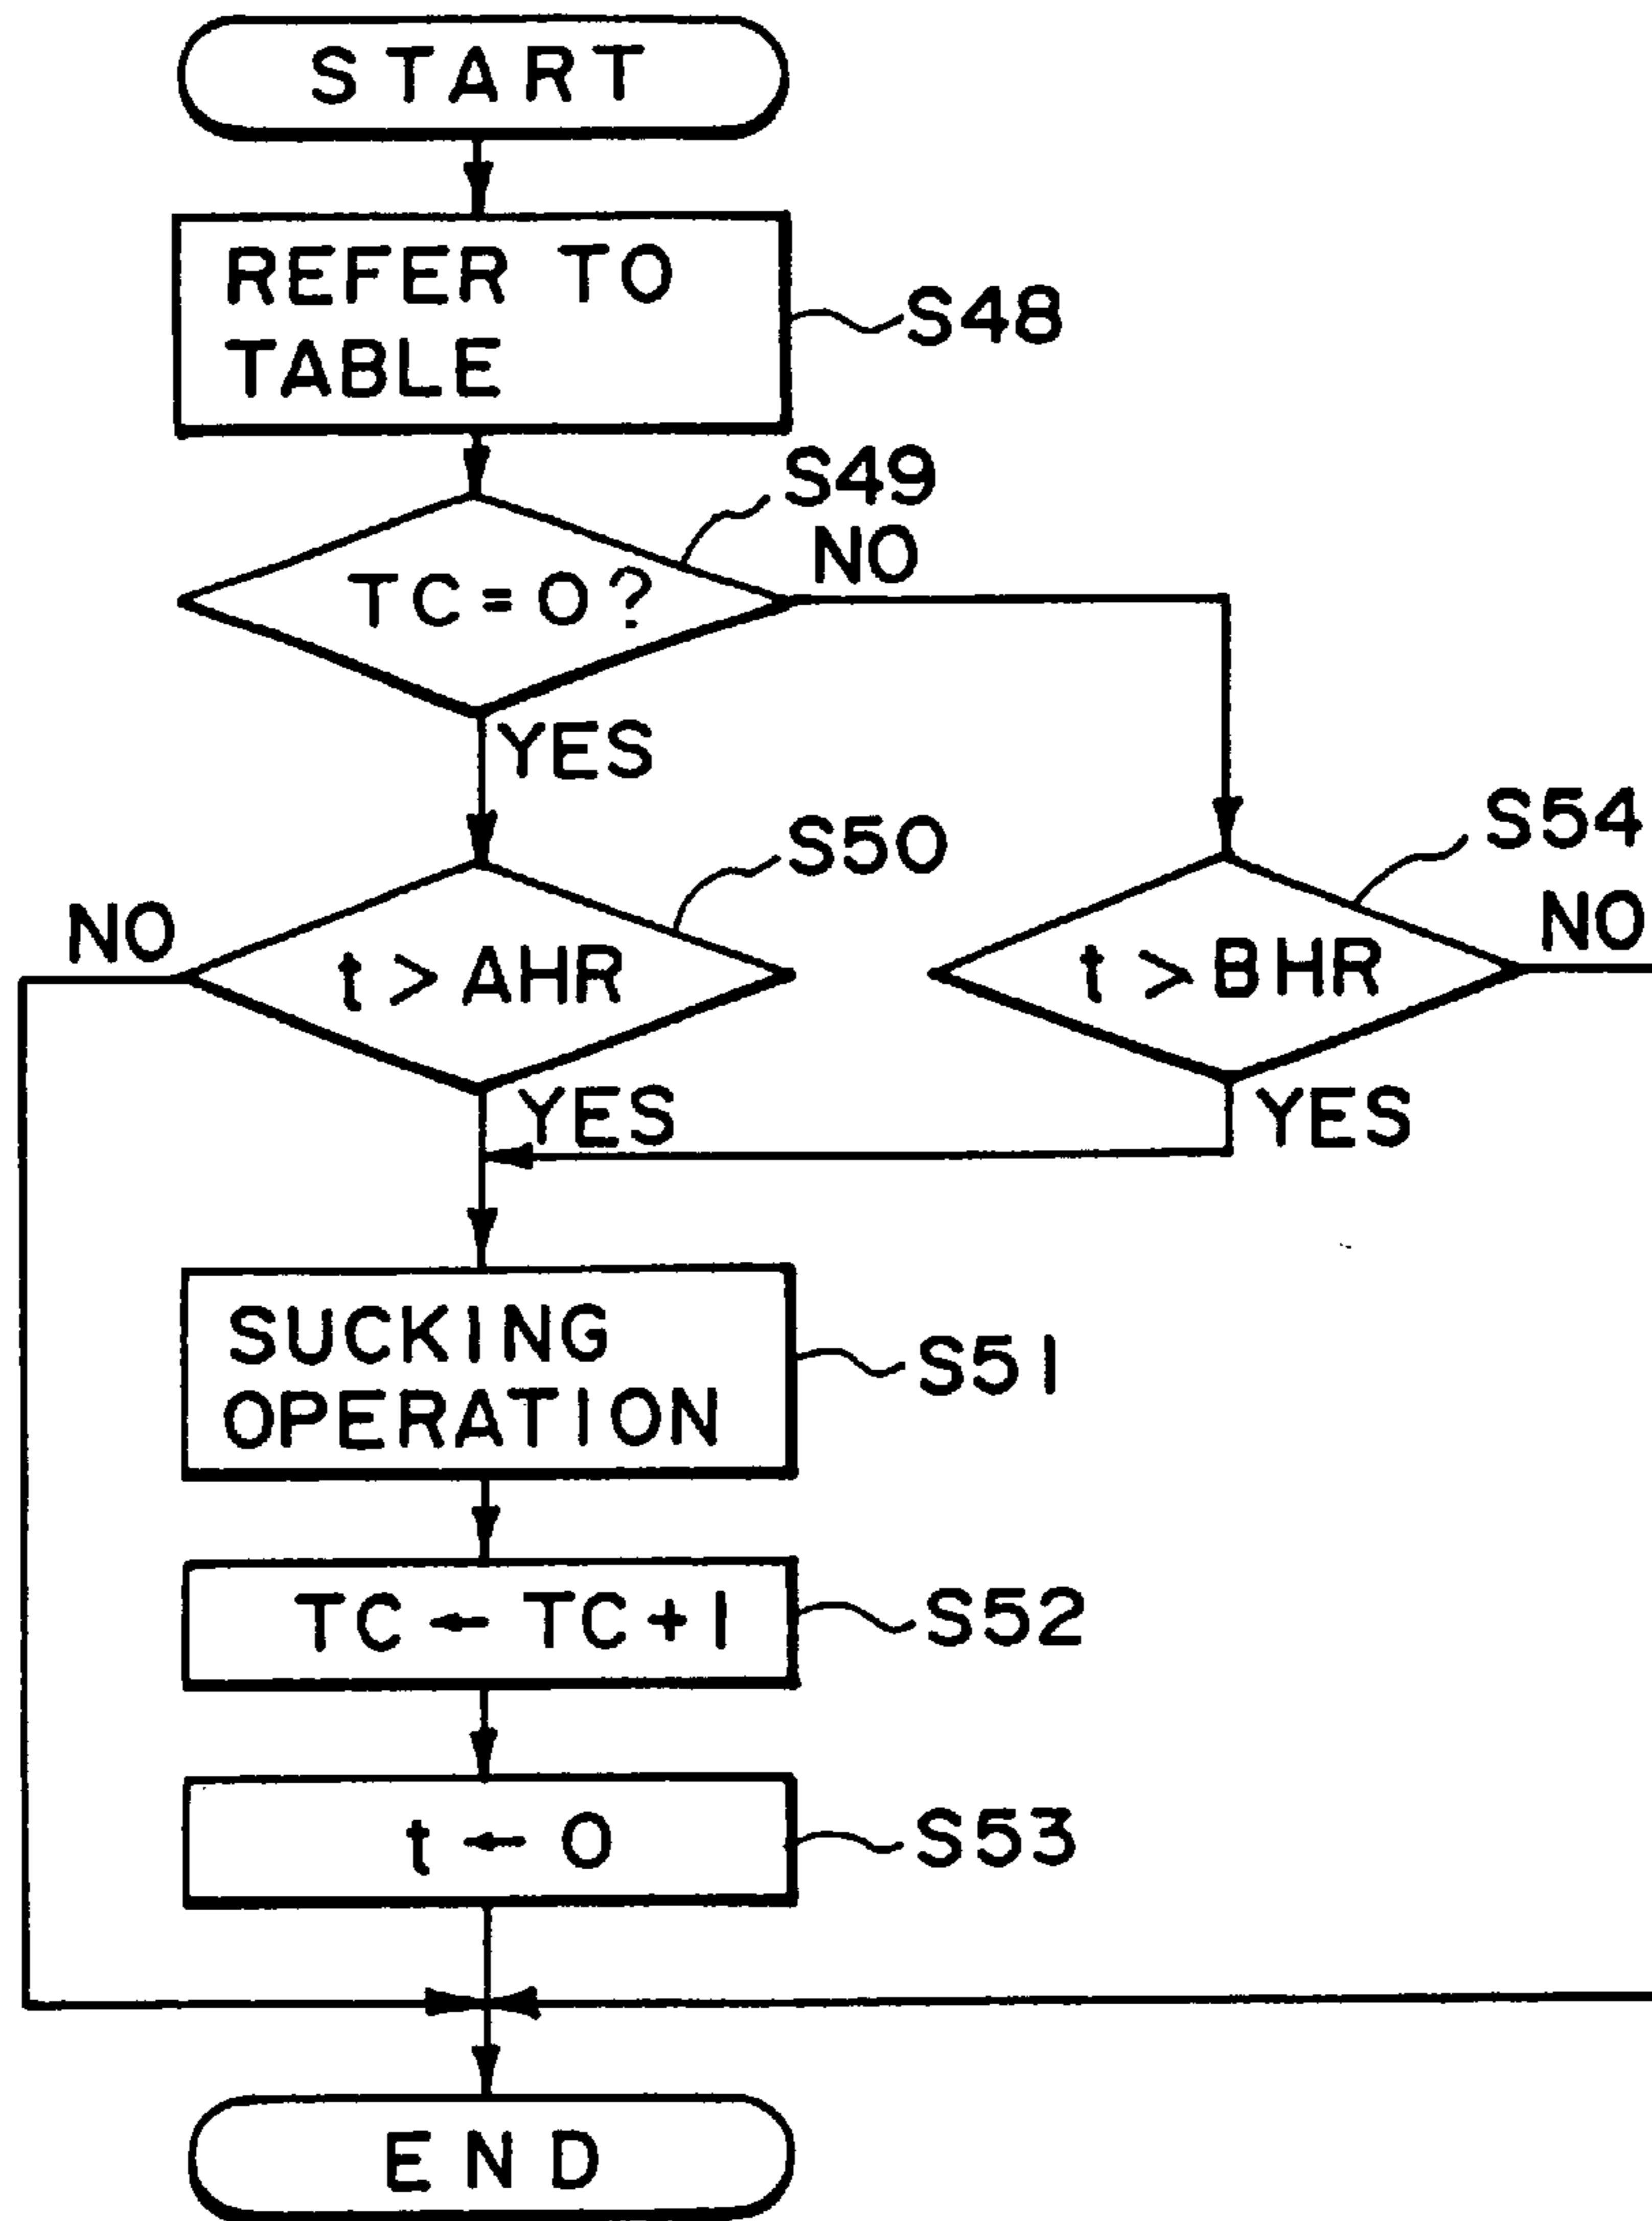 START
REFER TO
TABLE
S48
S49
NO
TC=0?
YES
S50
S54
NO
t>AHR
t>BHR
NO
YES
YES
SUCKING
OPERATION
S51
TC←TC+1
S52
t←0
S53
END